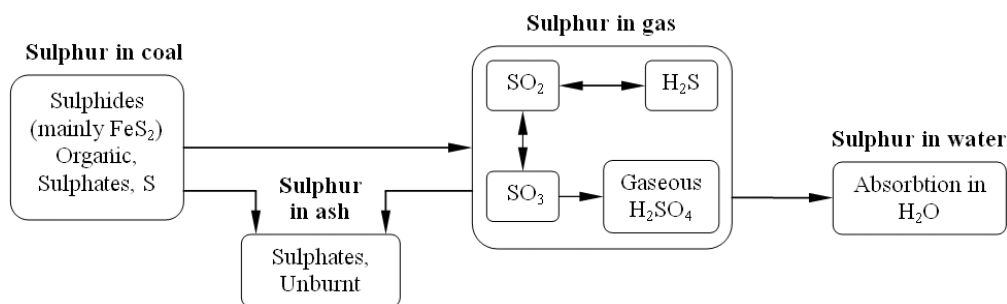 Sulphur in coal
Sulphides
(mainly FeS₂)
Organic,
Sulphates, S
Sulphur
in ash
Sulphates,
Unburnt
Sulphur in gas
SO₂
H₂S
SO₃
Gaseous
H₂SO₄
Sulphur in water
Absorbtion in
H₂O